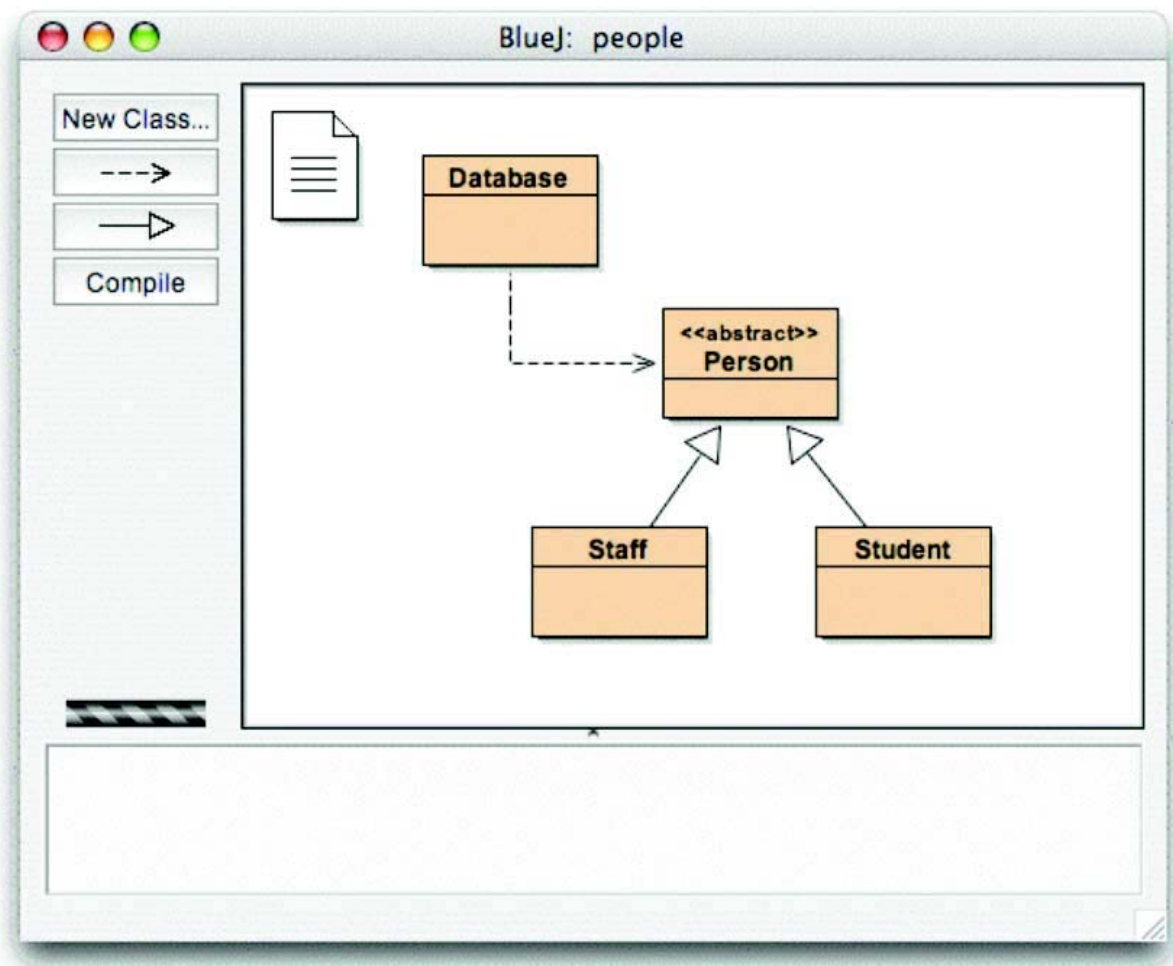 BlueJ: people
New Class...
Compile
Database
<<abstract>>
Person
Staff
Student